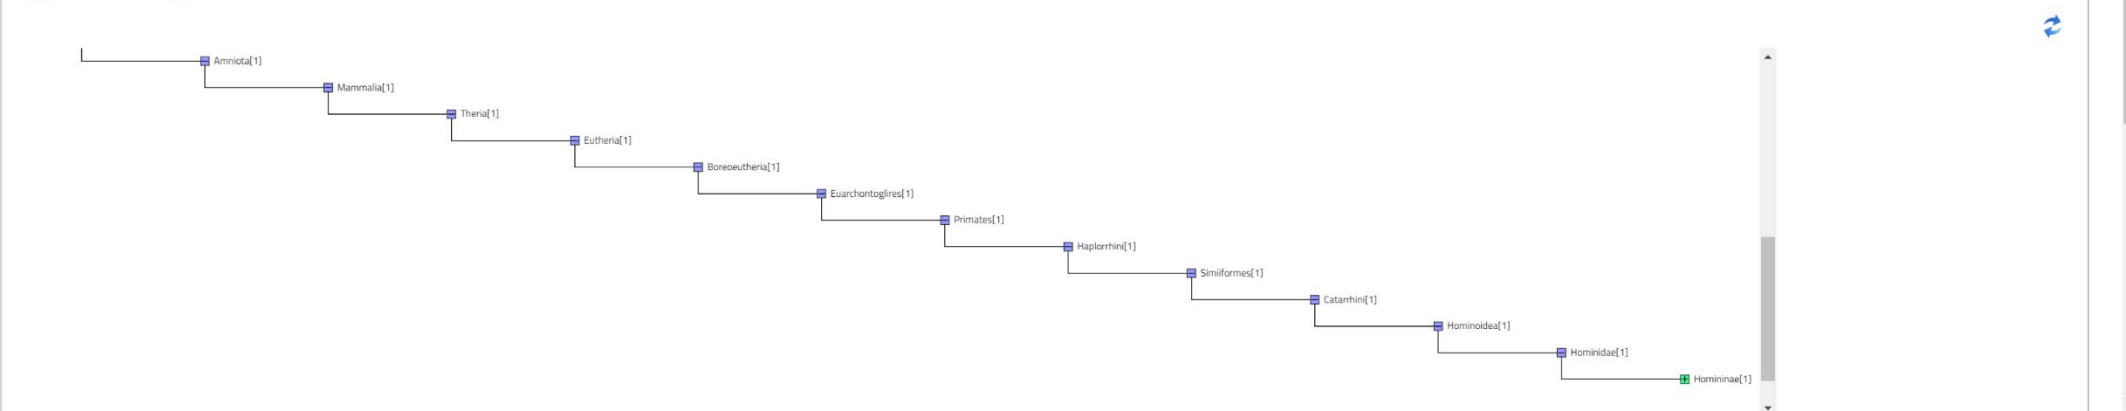 Amniota[1]
Mammalia[1]
Theria[1]
Eutheria[1]
Boreoeutheria[1]
Euarchontoglires[1]
Primates[1]
Haplorrhini[1]
Simiiformes[1]
Catarrhini[1]
Hominoidea[1]
Hominidae[1]
Homininae[1]